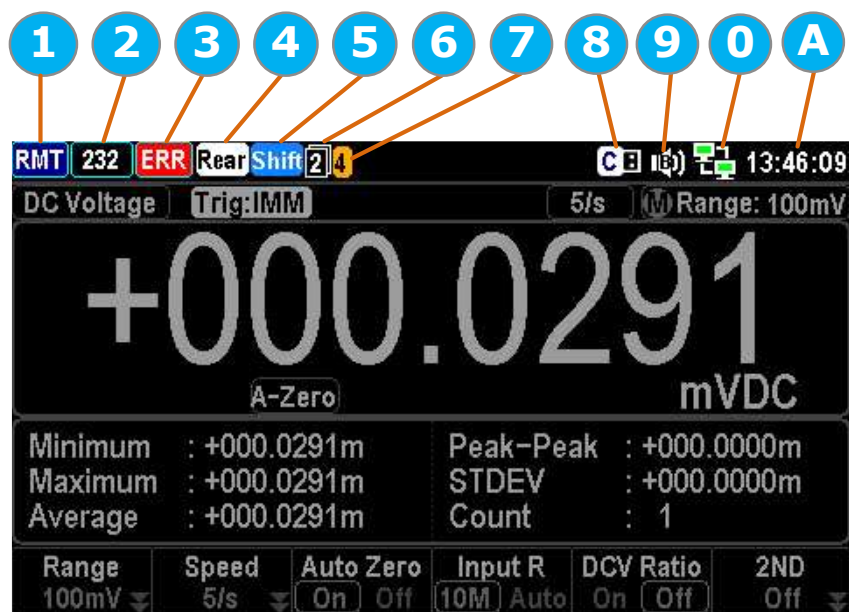 1 2 3 4 5 6 7 8 9 0 A
RMT 232 ERR Rear Shift 2 4 C B 13:46:09
DC Voltage Trig:IMM 5/s M Range: 100mV
+000.0291
A-Zero mVDC
Minimum : +000.0291m Peak-Peak : +000.0000m
Maximum : +000.0291m STDEV : +000.0000m
Average : +000.0291m Count : 1
Range Speed Auto Zero Input R DCV Ratio 2ND
100mV 5/s On Off 10M Auto On Off Off